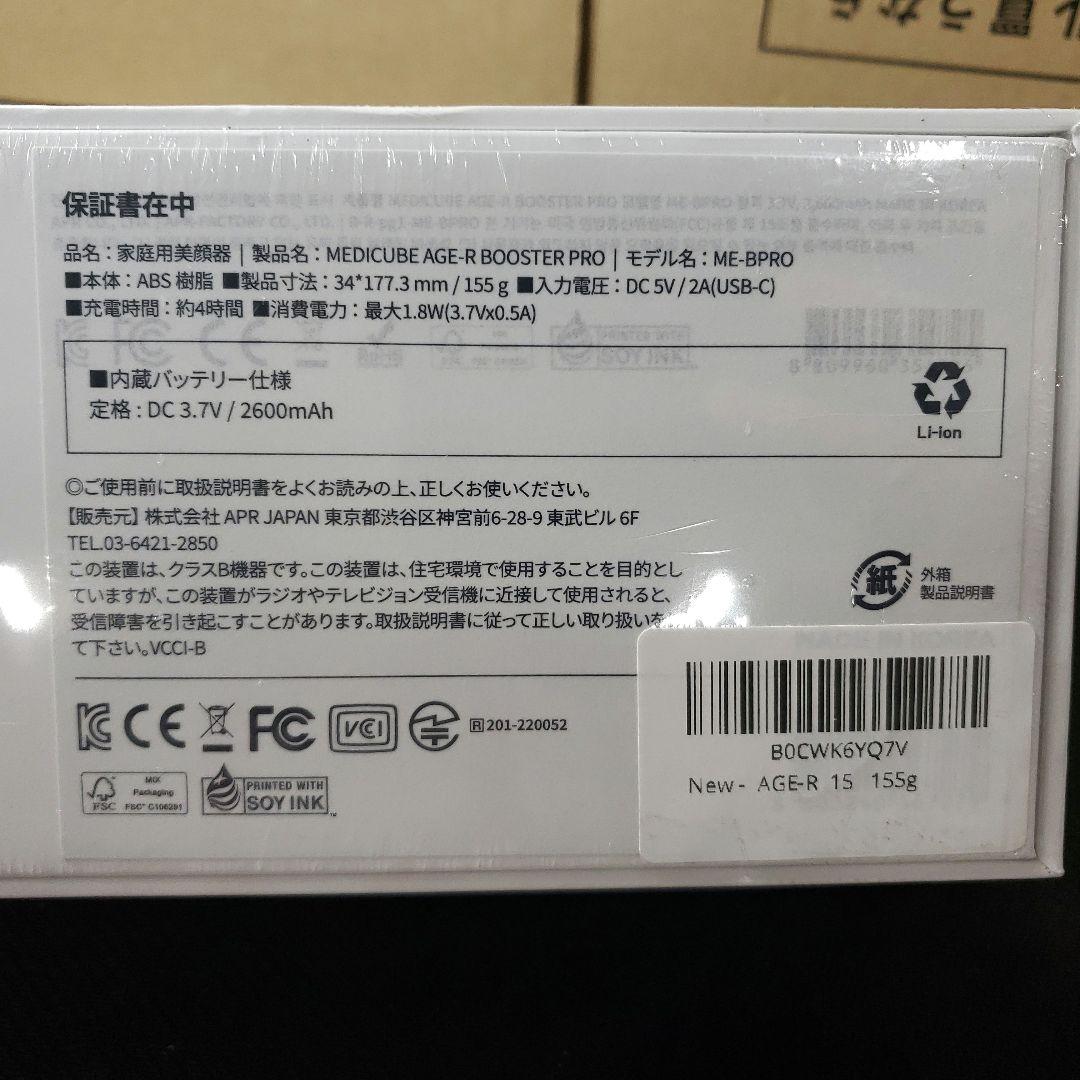 ル買うなら
保証書在中
品名：家庭用美顔器 | 製品名：MEDICUBE AGE-R BOOSTER PRO | モデル名：ME-BPRO
■本体：ABS 樹脂 ■製品寸法：34*177.3 mm / 155 g ■入力電圧：DC 5V / 2A(USB-C)
■充電時間：約4時間 ■消費電力：最大1.8W(3.7Vx0.5A)
■内蔵バッテリー仕様
定格：DC 3.7V / 2600mAh
Li-ion
◎ご使用前に取扱説明書をよくお読みの上、正しくお使いください。
【販売元】株式会社 APR JAPAN 東京都渋谷区神宮前6-28-9 東武ビル 6F
TEL.03-6421-2850
この装置は、クラスB機器です。この装置は、住宅環境で使用することを目的とし
ていますが、この装置がラジオやテレビジョン受信機に近接して使用されると、
受信障害を引き起こすことがあります。取扱説明書に従って正しい取り扱いを
て下さい。VCCI-B
紙
外箱
製品説明書
KC CE FC VCI R 201-220052
FSC
MIX
Packaging
FSC® C106291
PRINTED WITH
SOY INK
TM
B0CWK6YQ7V
New - AGE-R 15 155g